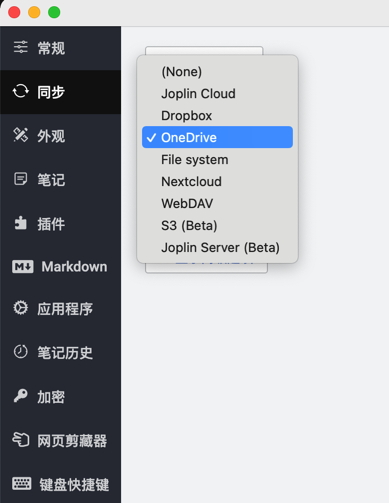 常规
同步
外观
笔记
插件
Markdown
应用程序
笔记历史
加密
网页剪藏器
键盘快捷键
(None)
Joplin Cloud
Dropbox
✓ OneDrive
File system
Nextcloud
WebDAV
S3 (Beta)
Joplin Server (Beta)